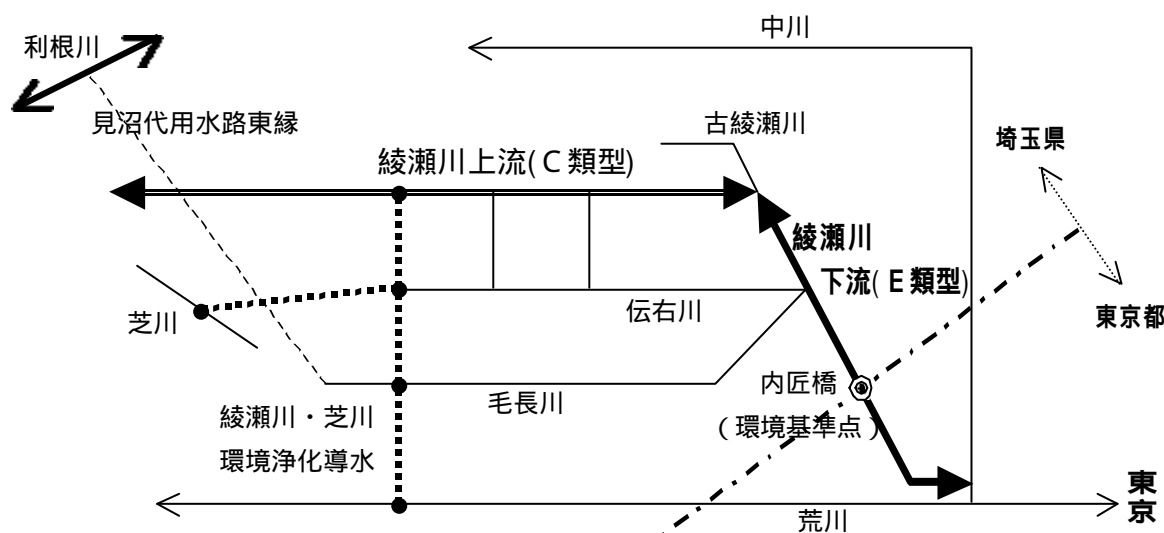 中川
利根川
見沼代用水路東縁
古綾瀬川
埼玉県
綾瀬川上流(Ｃ類型)
綾瀬川
下流(Ｅ類型)
東京都
芝川
伝右川
内匠橋
（環境基準点）
毛長川
綾瀬川・芝川
環境浄化導水
荒川
東京